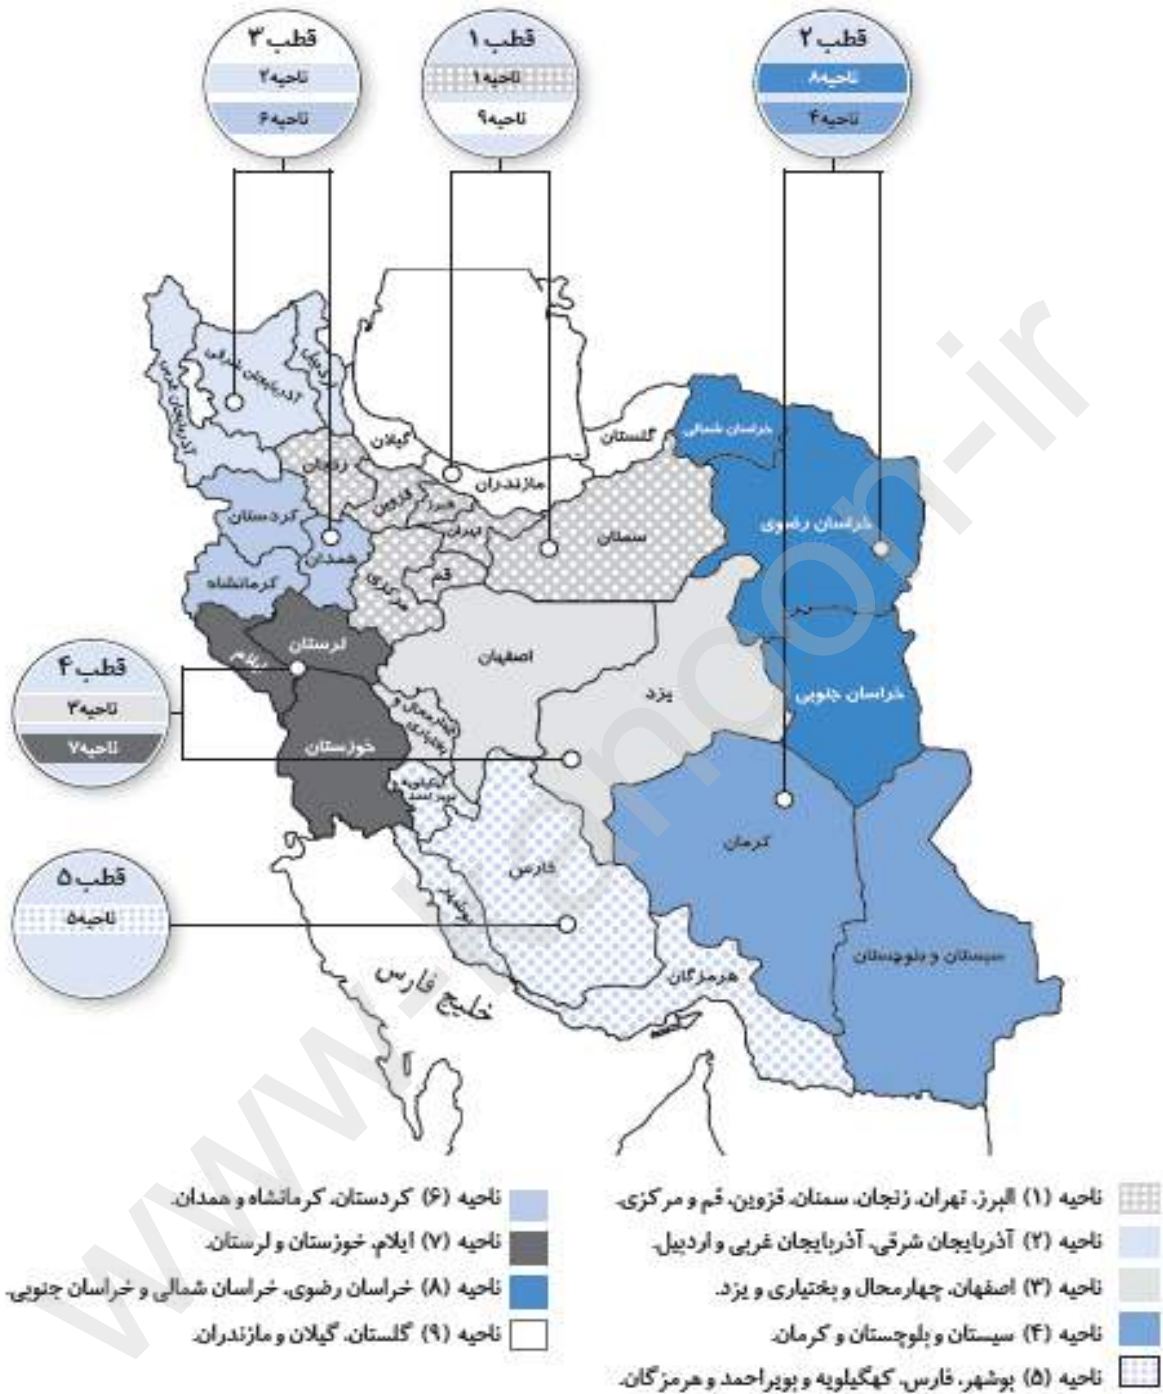 قطب ۳
ناحیه۲
ناحیه۶
قطب ۱
ناحیه۱
ناحیه۹
قطب ۲
ناحیه۸
ناحیه۴
اردبیل
آذربایجان شرقی
آذربایجان غربی
گیلان
گلستان
خراسان شمالی
زنجان
مازندران
قزوین
البرز
کردستان
تهران
سمنان
خراسان رضوی
همدان
کرمانشاه
قم
مرکزی
لرستان
ایلام
اصفهان
یزد
خراسان جنوبی
قطب ۴
ناحیه۳
ناحیه۷
چهارمحال و
بختیاری
خوزستان
کهگیلویه و
بویراحمد
کرمان
فارس
قطب ۵
ناحیه۵
بوشهر
سیستان و بلوچستان
هرمزگان
خلیج فارس
ناحیه (۱) البرز، تهران، زنجان، سمنان، قزوین، قم و مرکزی.
ناحیه (۲) آذربایجان شرقی، آذربایجان غربی و اردبیل.
ناحیه (۳) اصفهان، چهارمحال و بختیاری و یزد.
ناحیه (۴) سیستان و بلوچستان و کرمان.
ناحیه (۵) بوشهر، فارس، کهگیلویه و بویراحمد و هرمزگان.
ناحیه (۶) کردستان، کرمانشاه و همدان.
ناحیه (۷) ایلام، خوزستان و لرستان.
ناحیه (۸) خراسان رضوی، خراسان شمالی و خراسان جنوبی.
ناحیه (۹) گلستان، گیلان و مازندران.